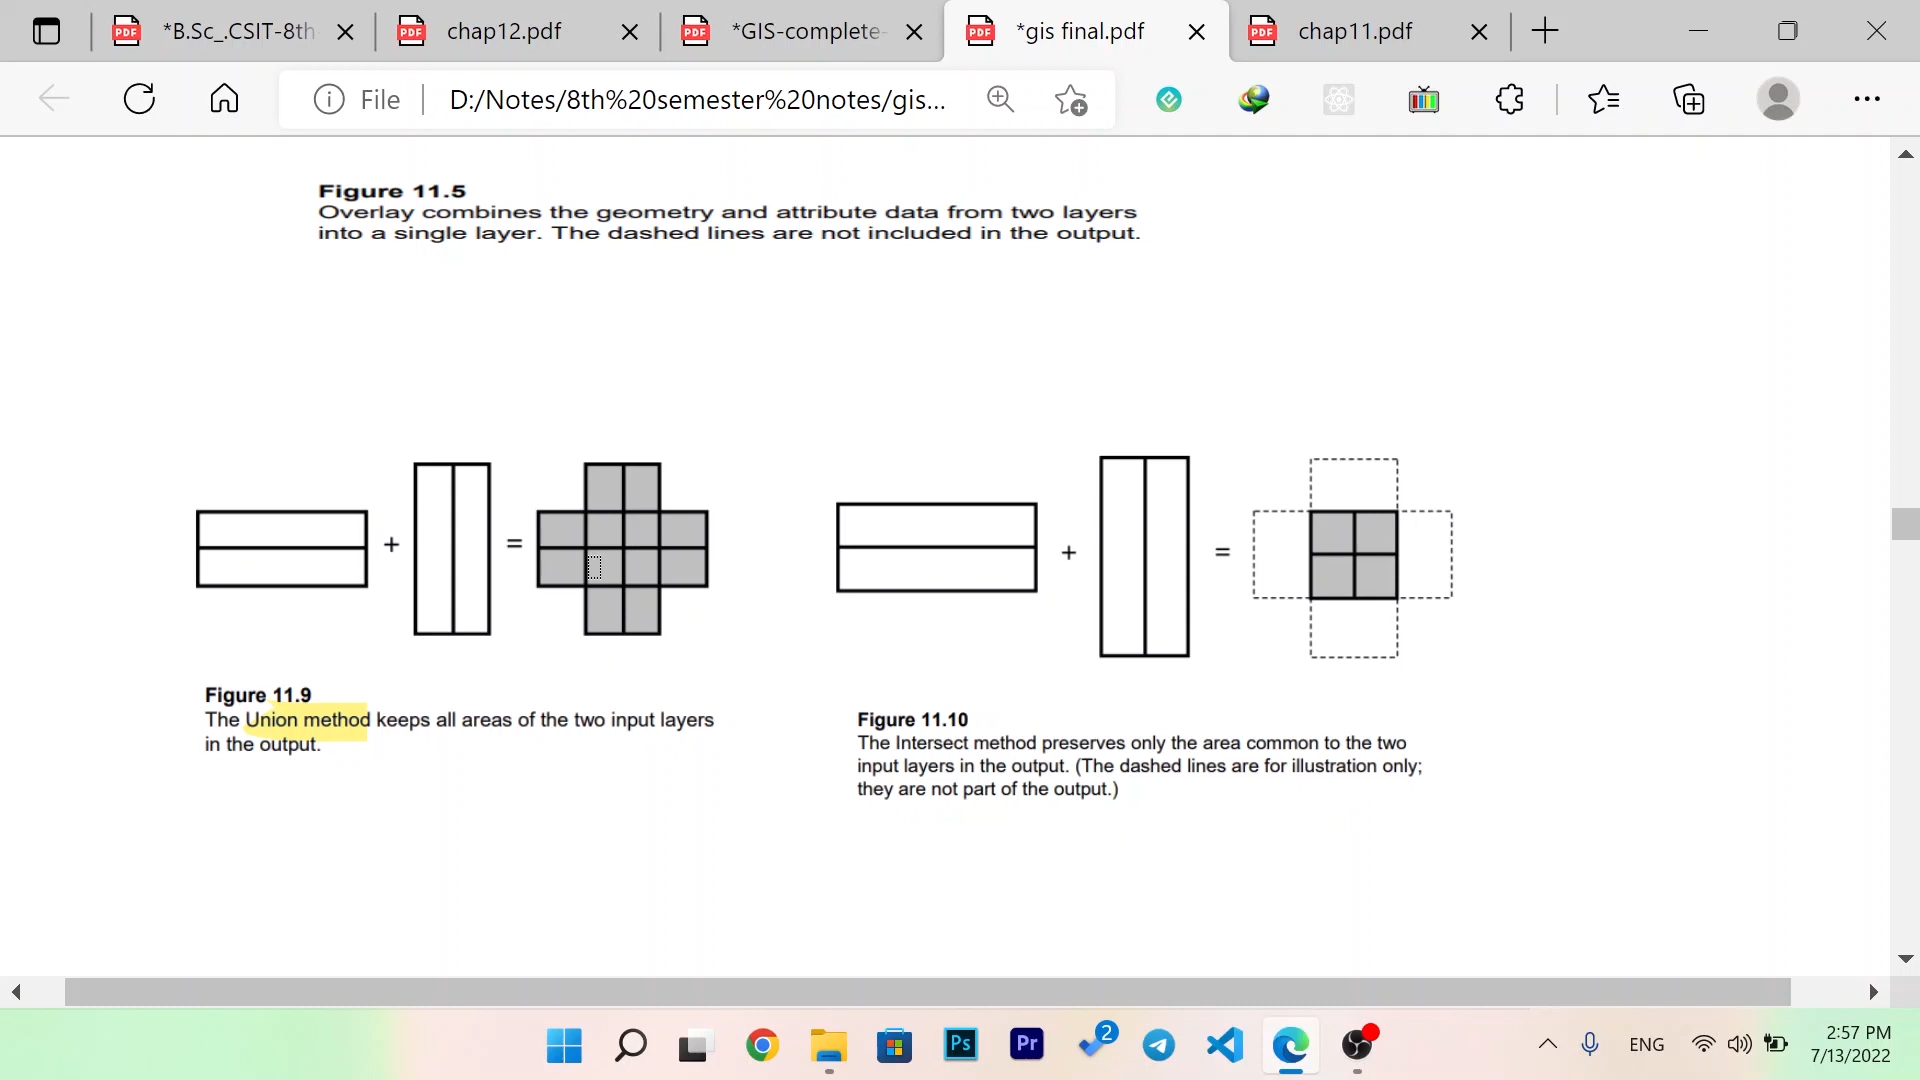 *B.Sc_.CSIT-8th
chap12.pdf
*GIS-complete-
*gis final.pdf
chap11.pdf
File
D:/Notes/8th%20semester%20notes/gis...
Figure 11.5
Overlay combines the geometry and attribute data from two layers
into a single layer. The dashed lines are not included in the output.
+
=
+
=
Figure 11.9
The Union method keeps all areas of the two input layers
in the output.
Figure 11.10
The Intersect method preserves only the area common to the two
input layers in the output. (The dashed lines are for illustration only;
they are not part of the output.)
Ps
Pr
2
ENG
2:57 PM
7/13/2022